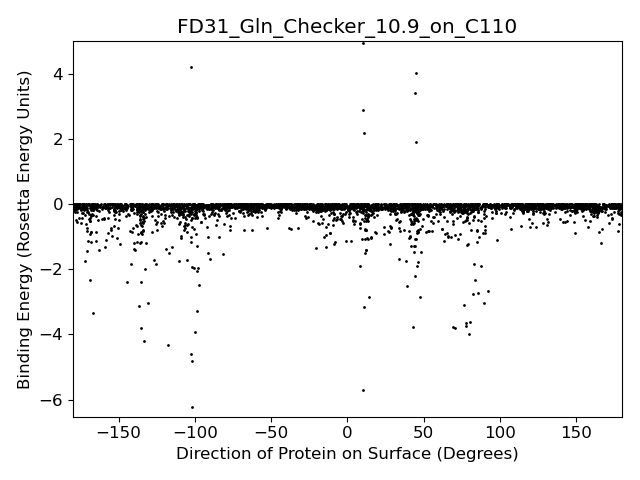 FD31_Gln_Checker_10.9_on_C110
Binding Energy (Rosetta Energy Units)
4
2
0
−2
−4
−6
−150 −100 −50 0 50 100 150
Direction of Protein on Surface (Degrees)